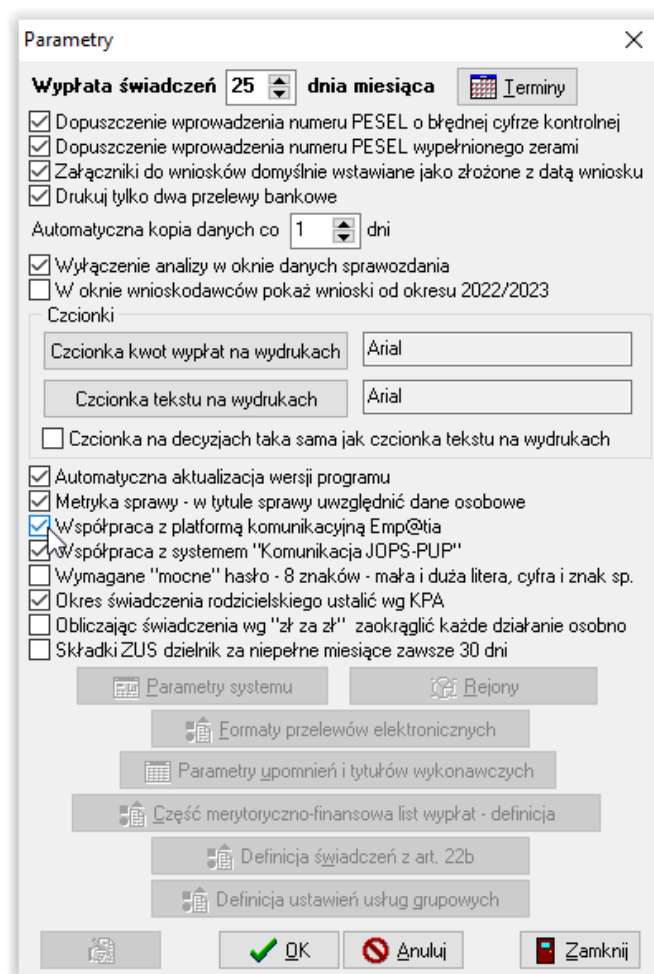 Parametry
Wypłata świadczeń 25 dnia miesiąca Terminy
Dopuszczenie wprowadzenia numeru PESEL o błędnej cyfrze kontrolnej
Dopuszczenie wprowadzenia numeru PESEL wypełnionego zerami
Załączniki do wniosków domyślnie wstawiane jako złożone z datą wniosku
Drukuj tylko dwa przelewy bankowe
Automatyczna kopia danych co 1 dni
Wyłączenie analizy w oknie danych sprawozdania
W oknie wnioskodawców pokaż wnioski od okresu 2022/2023
Czcionki
Czcionka kwot wypłat na wydrukach Arial
Czcionka tekstu na wydrukach Arial
Czcionka na decyzjach taka sama jak czcionka tekstu na wydrukach
Automatyczna aktualizacja wersji programu
Metryka sprawy - w tytule sprawy uwzględnić dane osobowe
Współpraca z platformą komunikacyjną Emp@tia
Współpraca z systemem "Komunikacja JOPS-PUP"
Wymagane "mocne" hasło - 8 znaków - mała i duża litera, cyfra i znak sp.
Okres świadczenia rodzicielskiego ustalić wg KPA
Obliczając świadczenia wg "zł za zł" zaokrąglić każde działanie osobno
Składki ZUS dzielnik za niepełne miesiące zawsze 30 dni
Parametry systemu Rejony
Formaty przelewów elektronicznych
Parametry upomnień i tytułów wykonawczych
Część merytoryczno-finansowa list wypłat - definicja
Definicja świadczeń z art. 22b
Definicja ustawień usług grupowych
OK Anuluj Zamknij